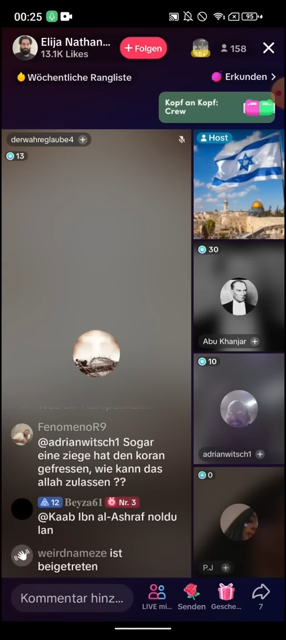 00:25
95
Elija Nathan...
13.1K Likes
+ Folgen
158
Wöchentliche Rangliste
Erkunden >
Kopf an Kopf:
Crew
derwahreglaube4 +
13
Host
30
Abu Khanjar +
10
adrianwitsch1 +
0
P.J +
FenomenoR9
@adrianwitsch1 Sogar
eine ziege hat den koran
gefressen, wie kann das
allah zulassen ??
12 Beyza61 Nr. 3
@Kaab Ibn al-Ashraf noldu
lan
weirdnameze ist
beigetreten
Kommentar hinz...
LIVE mi...
Senden
Gesche...
7